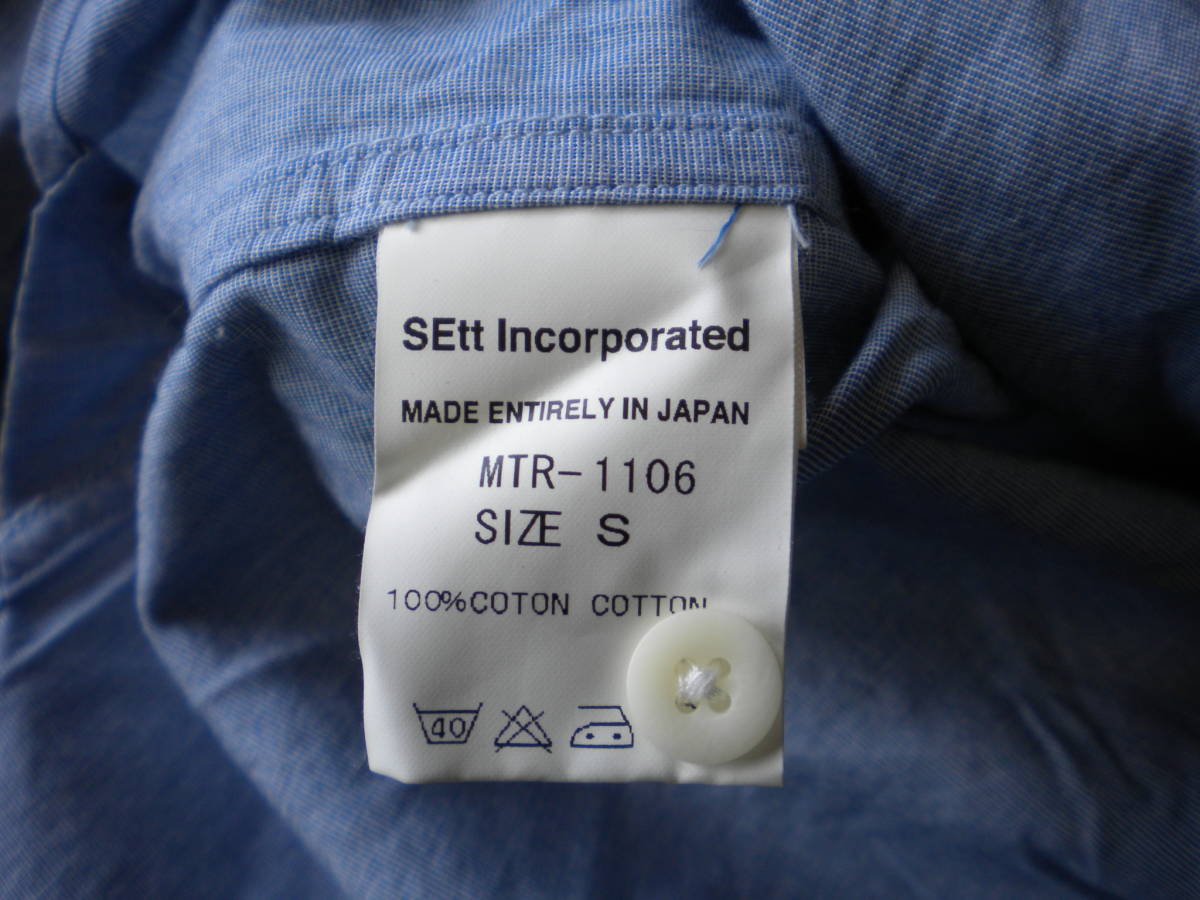 SEtt Incorporated
MADE ENTIRELY IN JAPAN
MTR-1106
SIZE S
100%COTON COTTON
40